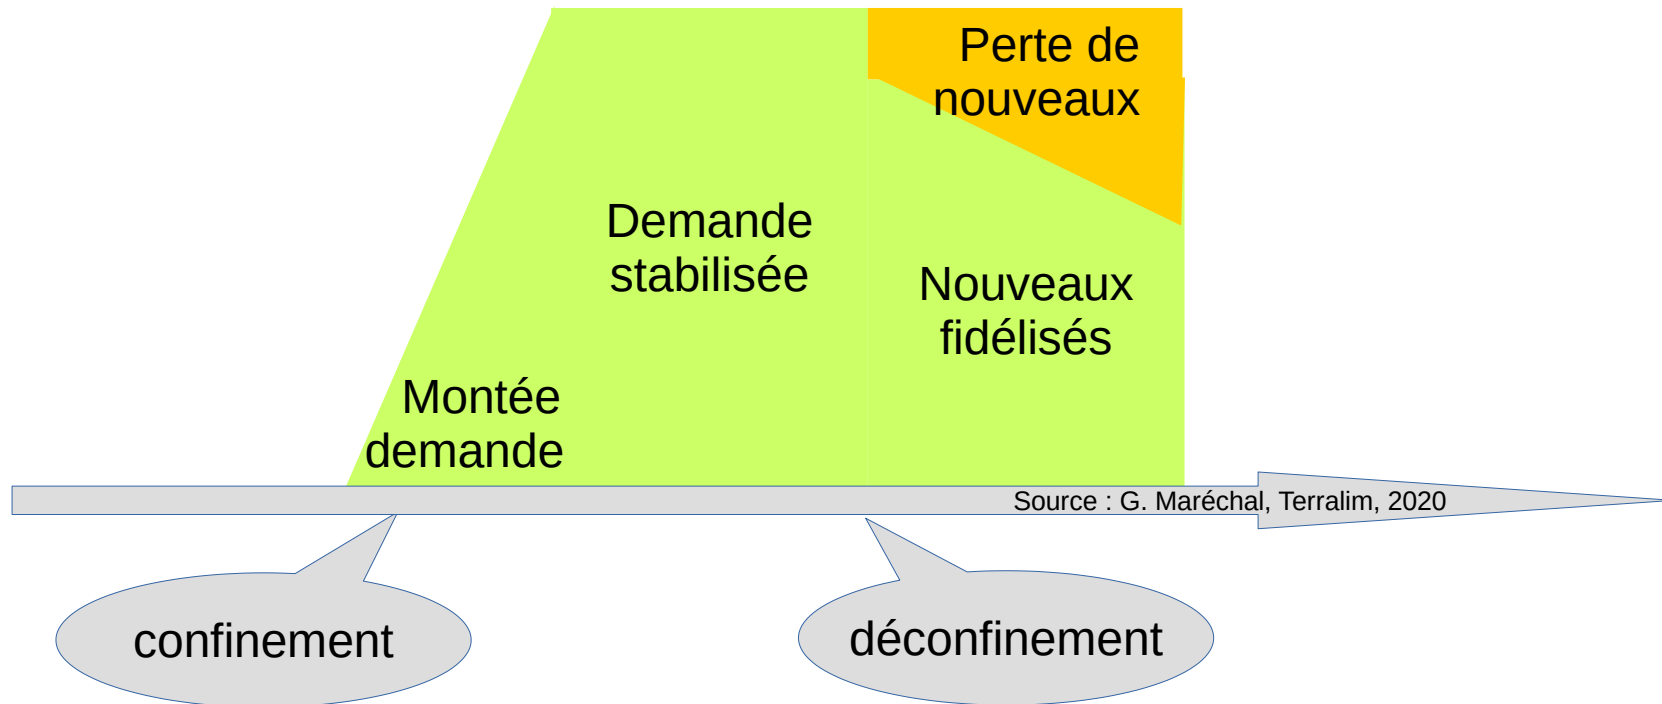 Perte de
nouveaux
Demande
stabilisée
Nouveaux
fidélisés
Montée
demande
Source : G. Maréchal, Terralim, 2020
confinement
déconfinement